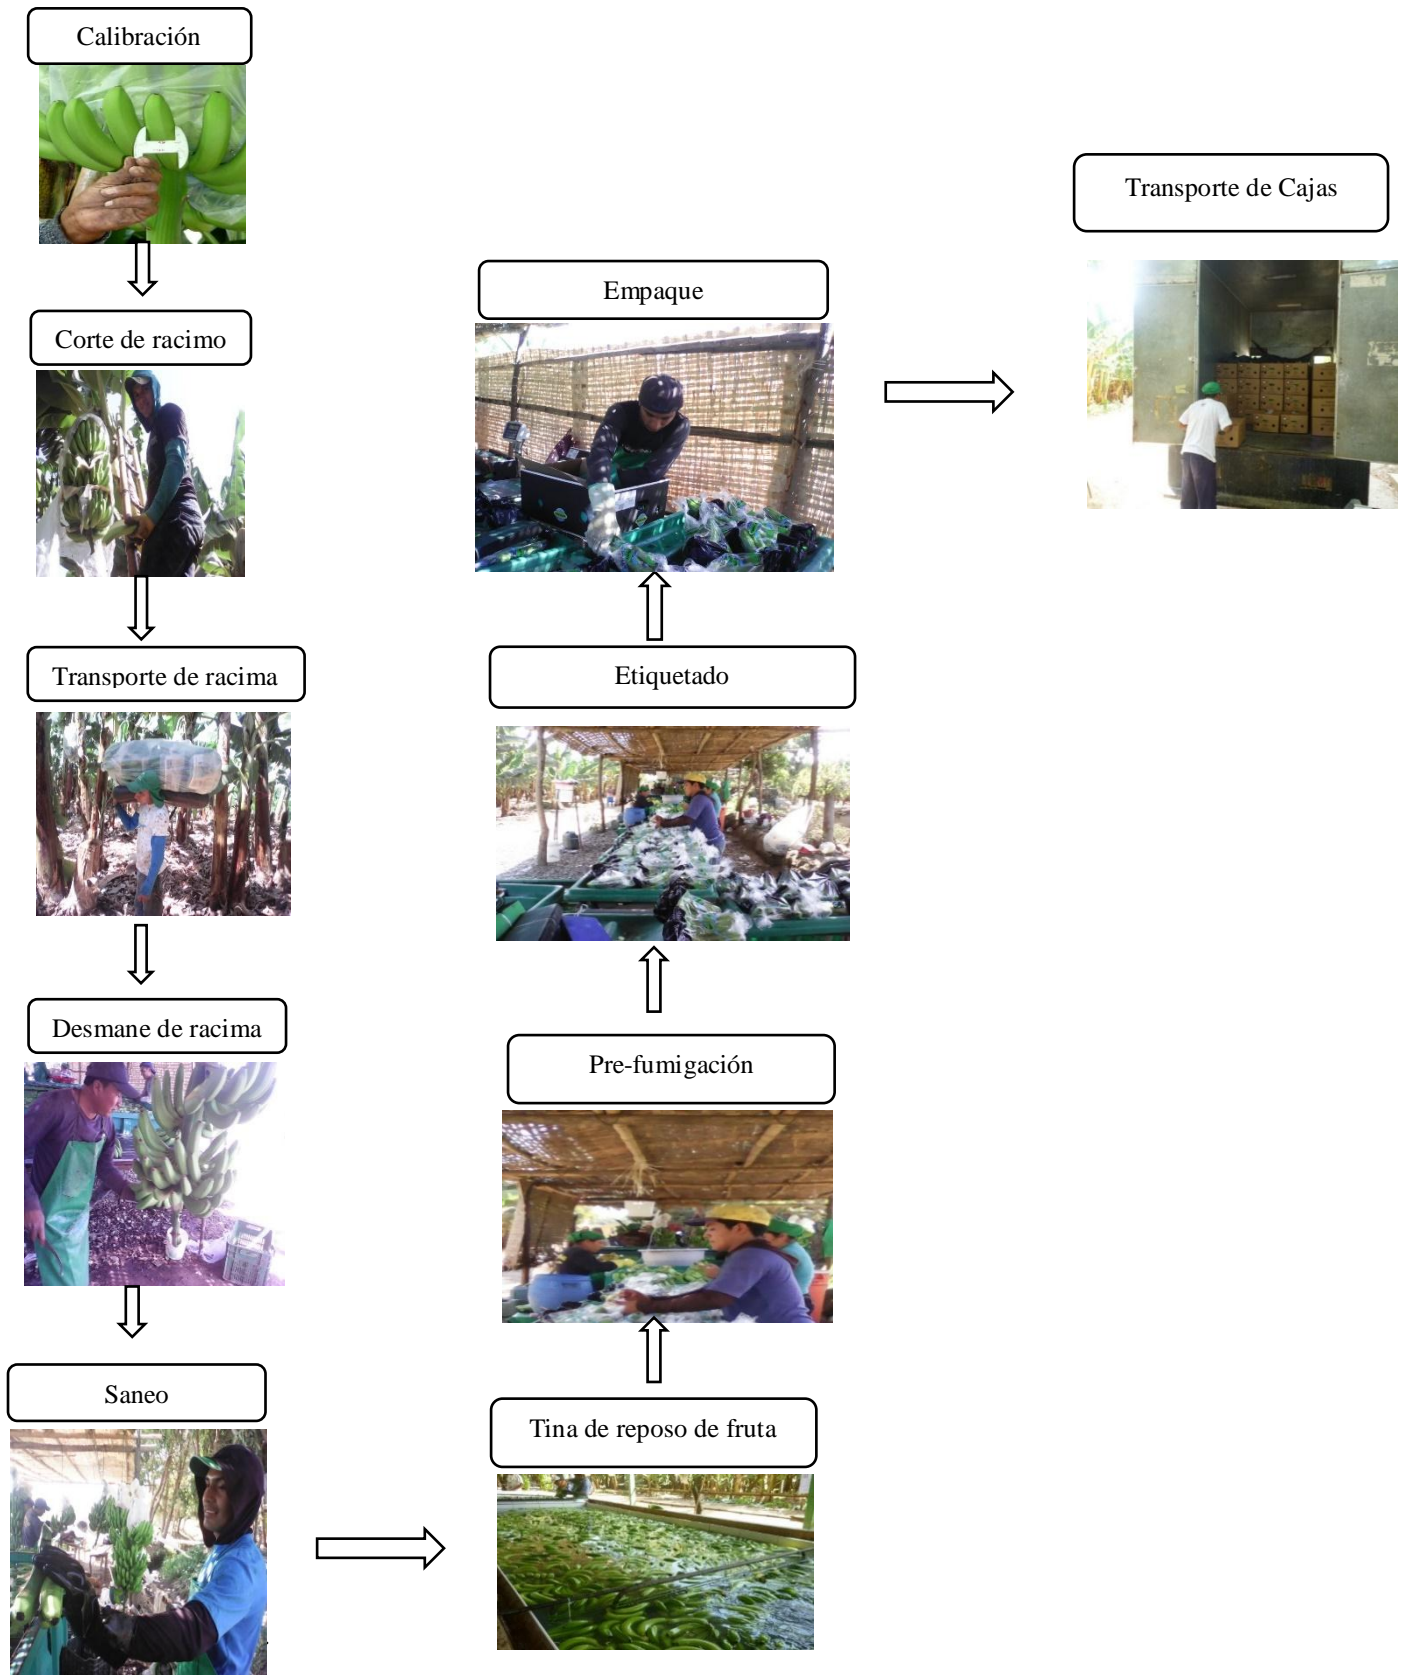 Calibración
Corte de racimo
Transporte de racima
Desmane de racima
Saneo
Tina de reposo de fruta
Pre-fumigación
Etiquetado
Empaque
Transporte de Cajas